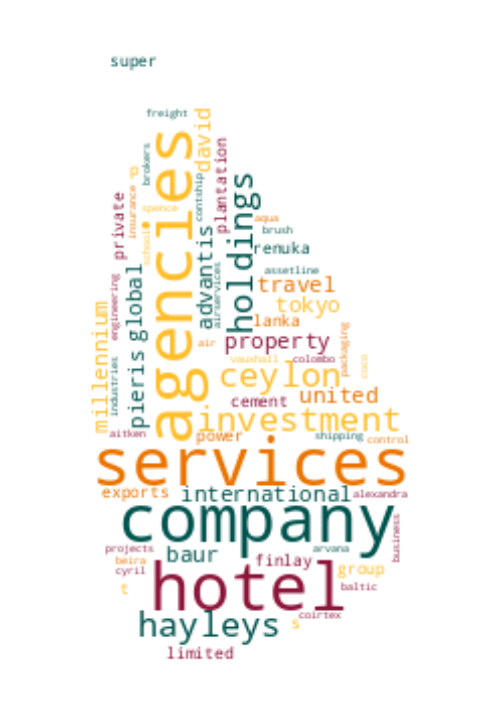 super
freight
agencies
david
plantation
brokers
p
insurance
private
spence
school
contship
holdings
aqua
brush
renuka
advantis
airservices
global
assetline
travel
tokyo
lanka
engineering
millennium
industries
pieris
air
property
packaging
vauxhall
colombo
coco
ceylon
cement
united
investment
aitken
power
shipping
control
services
exports
international
alexandra
company
business
projects
baur
arvana
beira
finlay
cyril
group
hotel
baltic
t
coirtex
hayleys
s
limited